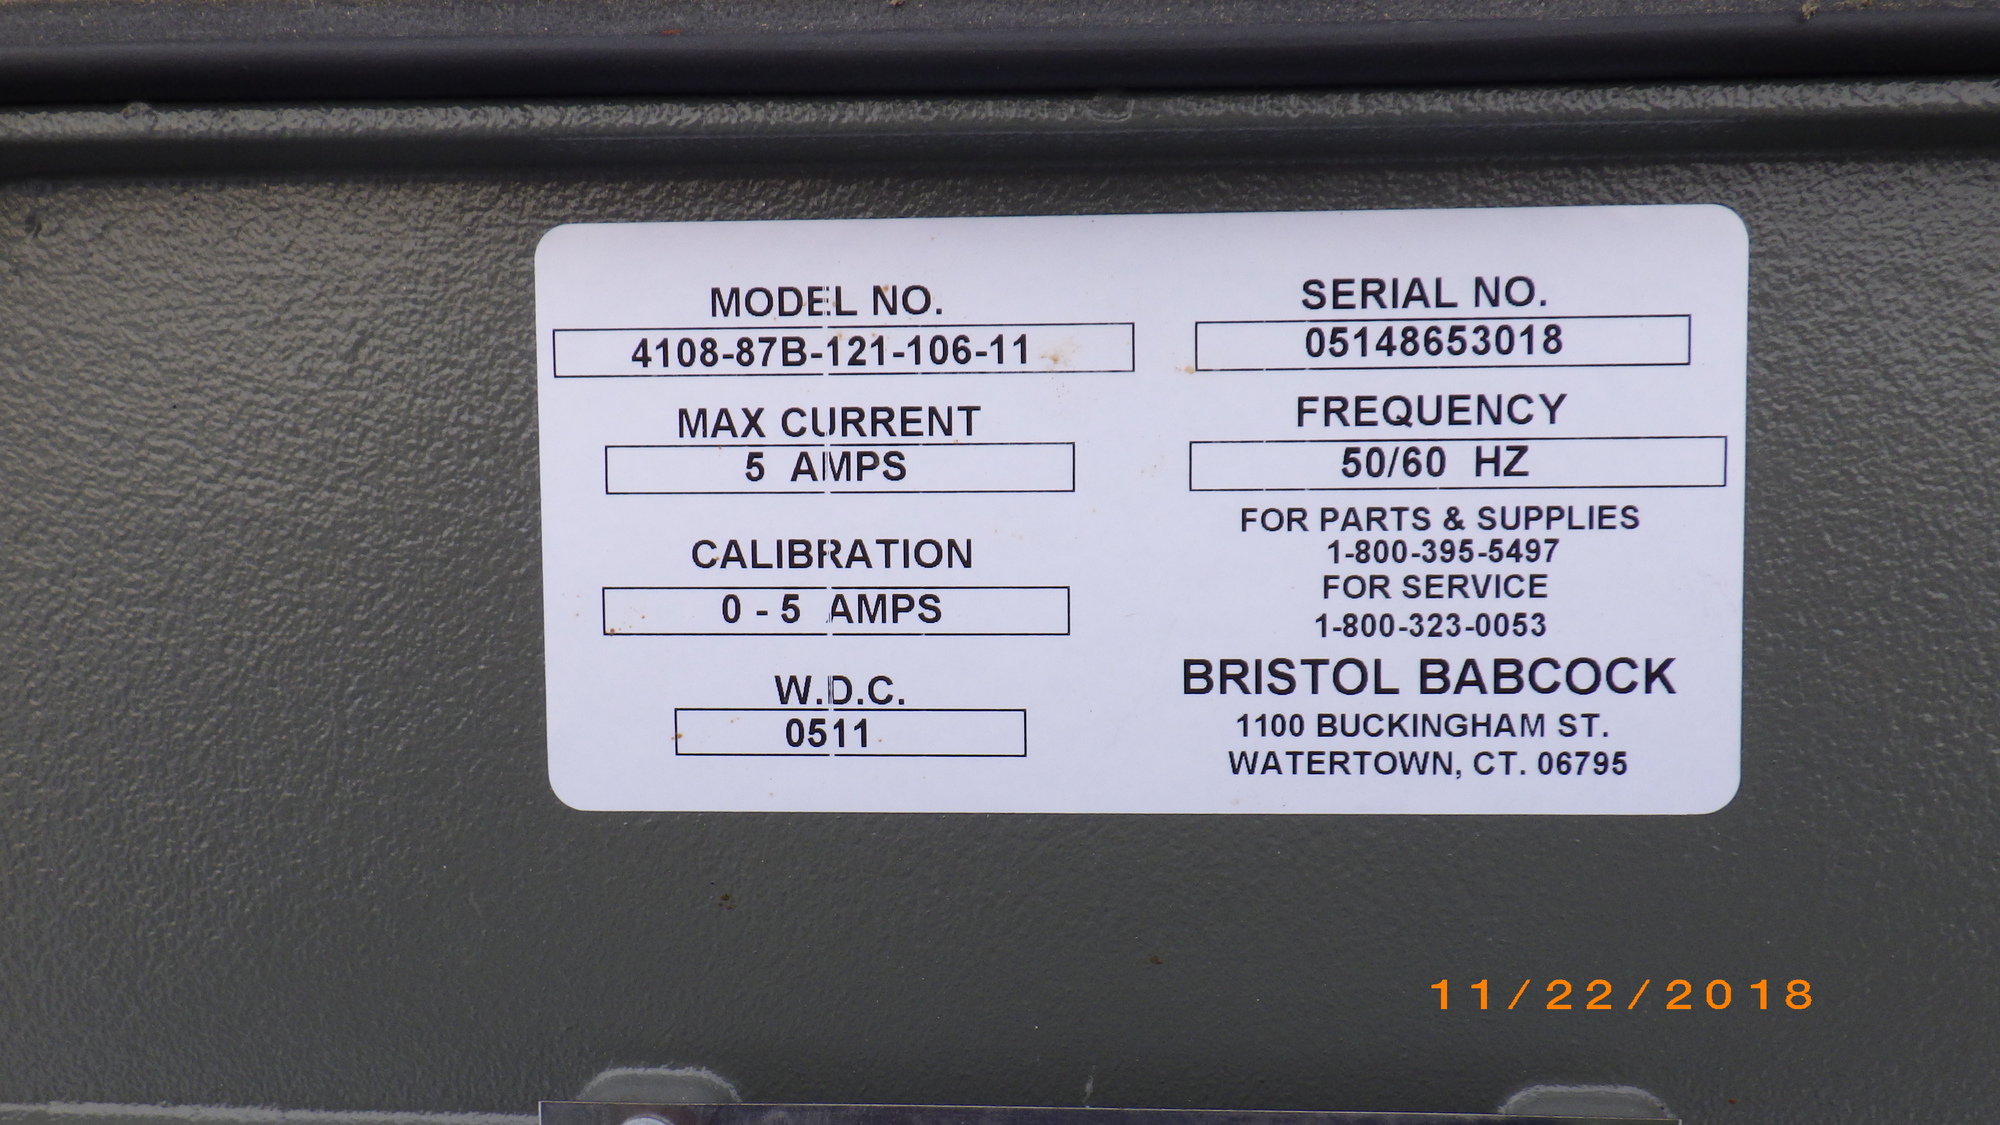 MODEL NO.
4108-87B-121-106-11
MAX CURRENT
5 AMPS
CALIBRATION
0 - 5 AMPS
W.D.C.
0511
SERIAL NO.
05148653018
FREQUENCY
50/60 HZ
FOR PARTS & SUPPLIES
1-800-395-5497
FOR SERVICE
1-800-323-0053
BRISTOL BABCOCK
1100 BUCKINGHAM ST.
WATERTOWN, CT. 06795
11/22/2018